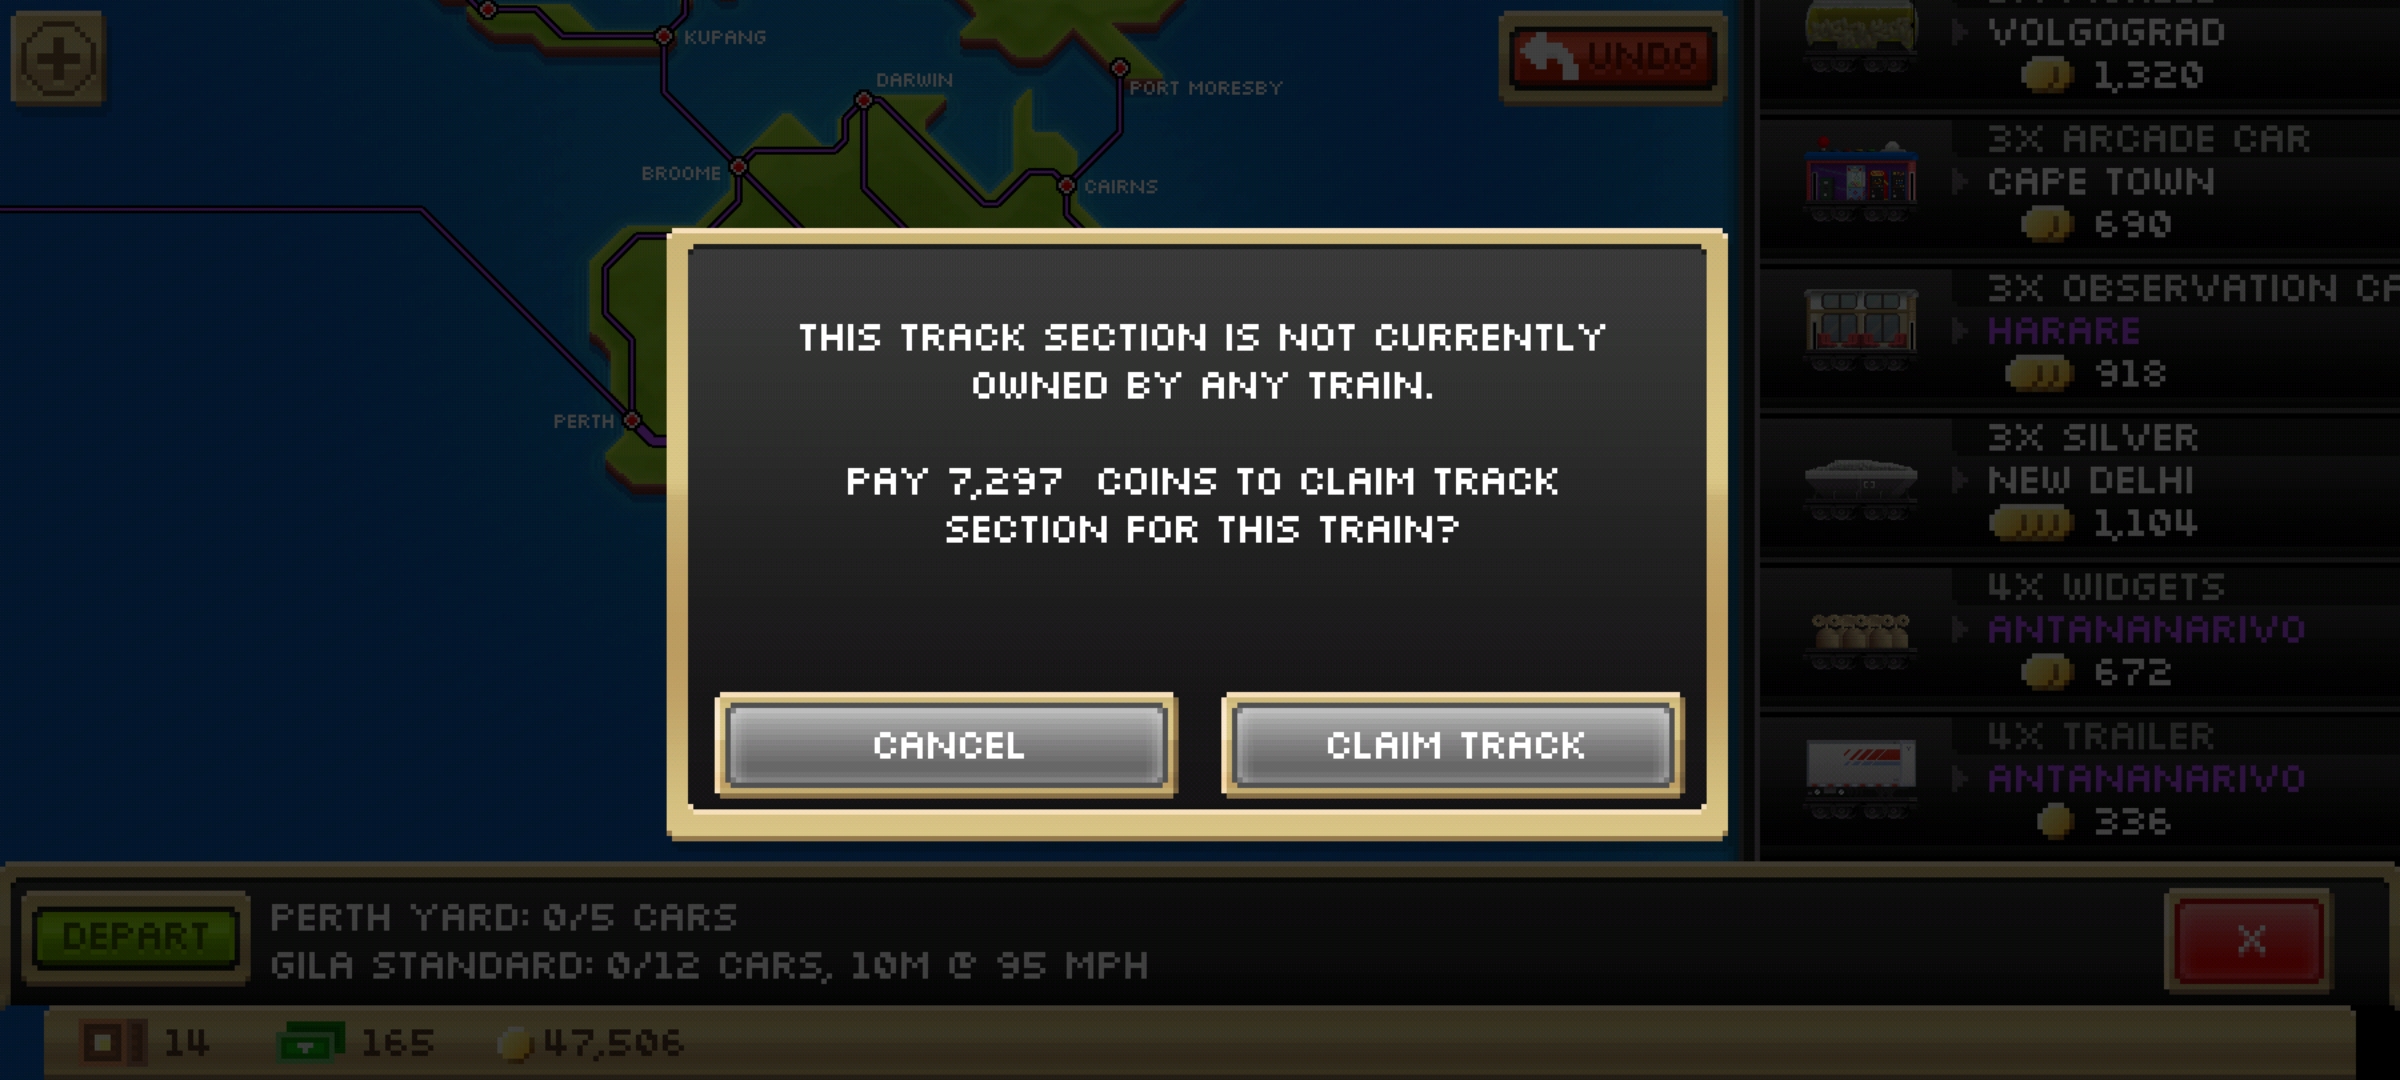 KUPANG
DARWIN
PORT MORESBY
BROOME
CAIRNS
PERTH
UNDO
VOLGOGRAD
1,320
3X ARCADE CAR
CAPE TOWN
690
3X OBSERVATION CA
HARARE
918
3X SILVER
NEW DELHI
1,104
4X WIDGETS
ANTANANARIVO
672
4X TRAILER
ANTANANARIVO
336
THIS TRACK SECTION IS NOT CURRENTLY
OWNED BY ANY TRAIN.
PAY 7,297 COINS TO CLAIM TRACK
SECTION FOR THIS TRAIN?
CANCEL
CLAIM TRACK
DEPART
PERTH YARD: 0/5 CARS
GILA STANDARD: 0/12 CARS, 10M @ 95 MPH
X
14
165
47,506